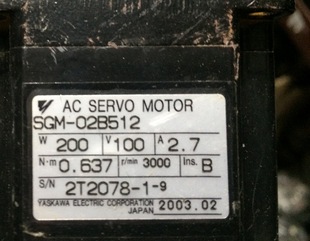 AC SERVO MOTOR
SGM-02B512
W 200 V 100 A 2.7
N·m 0.637 r/min 3000 Ins. B
S/N 2T2078-1-9
YASKAWA ELECTRIC CORPORATION
JAPAN 2003.02